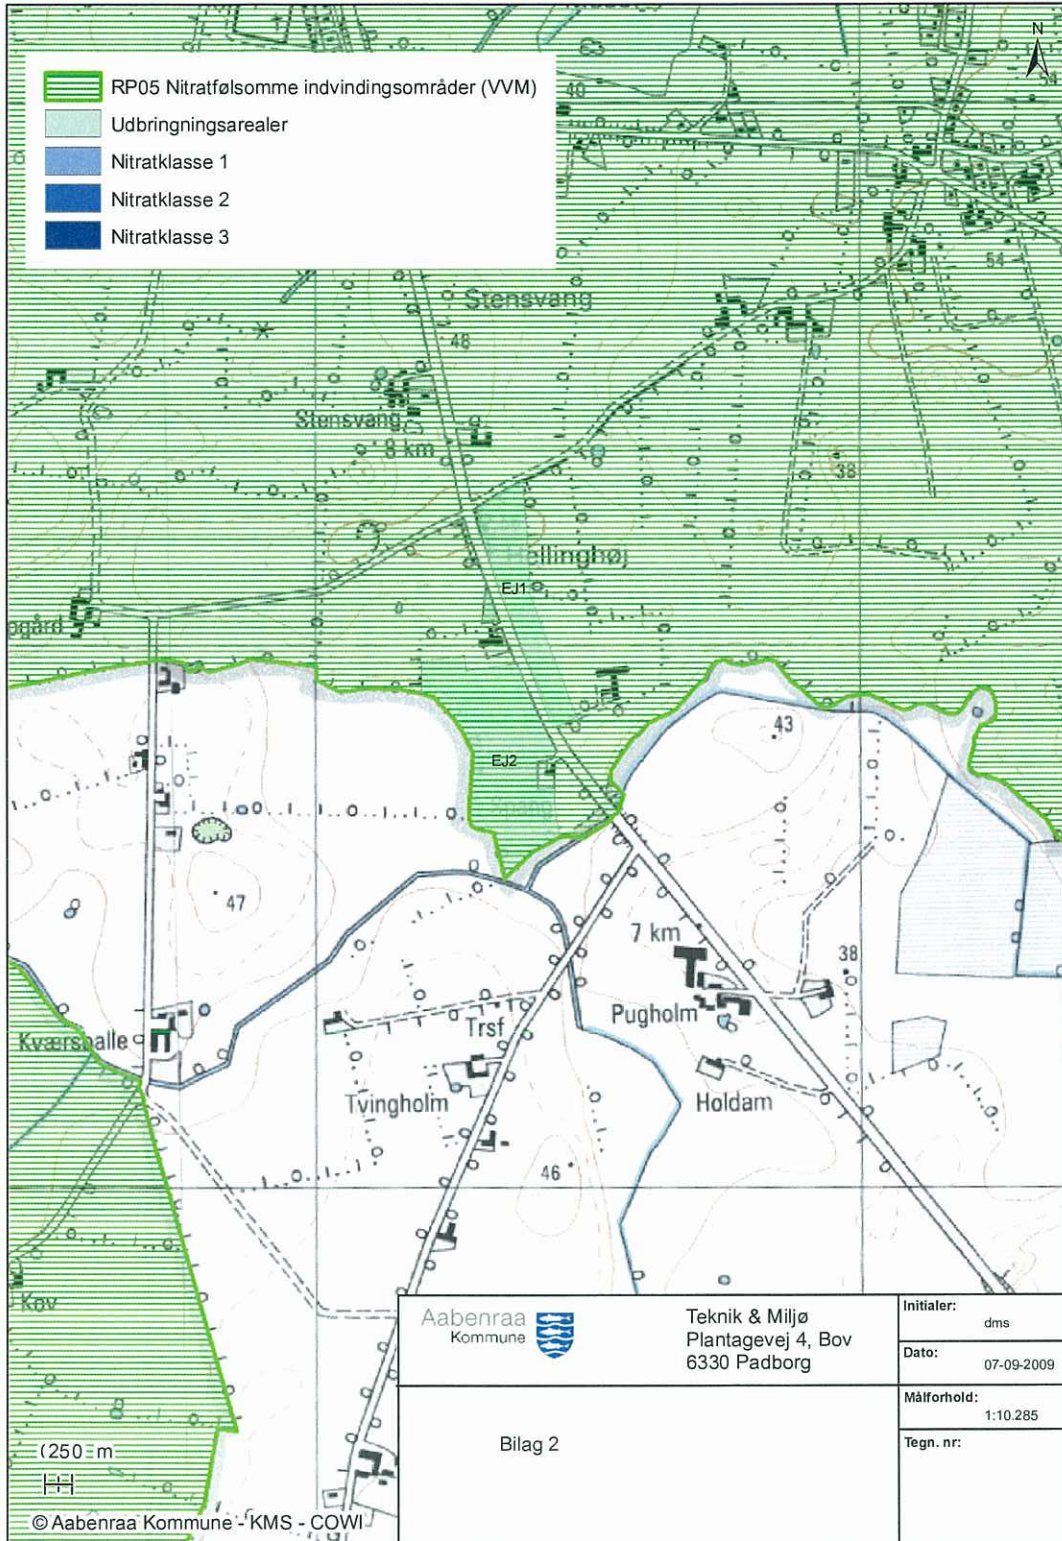 N
RP05 Nitratfølsomme indvindingsområder (VVM)
Udbringningsarealer
Nitratklasse 1
Nitratklasse 2
Nitratklasse 3
40
54
54
Stensvang
48
Stensvang
8 km
38
Hellinghøj
EJ1
EJ2
43
47
7 km
38
Pugholm
Trsf
Tvingholm
Holdam
46
Kov
250 m
© Aabenraa Kommune - KMS - COWI
Aabenraa
Kommune
Teknik & Miljø
Plantagevej 4, Bov
6330 Padborg
Initialer:
dms
Dato:
07-09-2009
Målforhold:
1:10.285
Tegn. nr:
Bilag 2